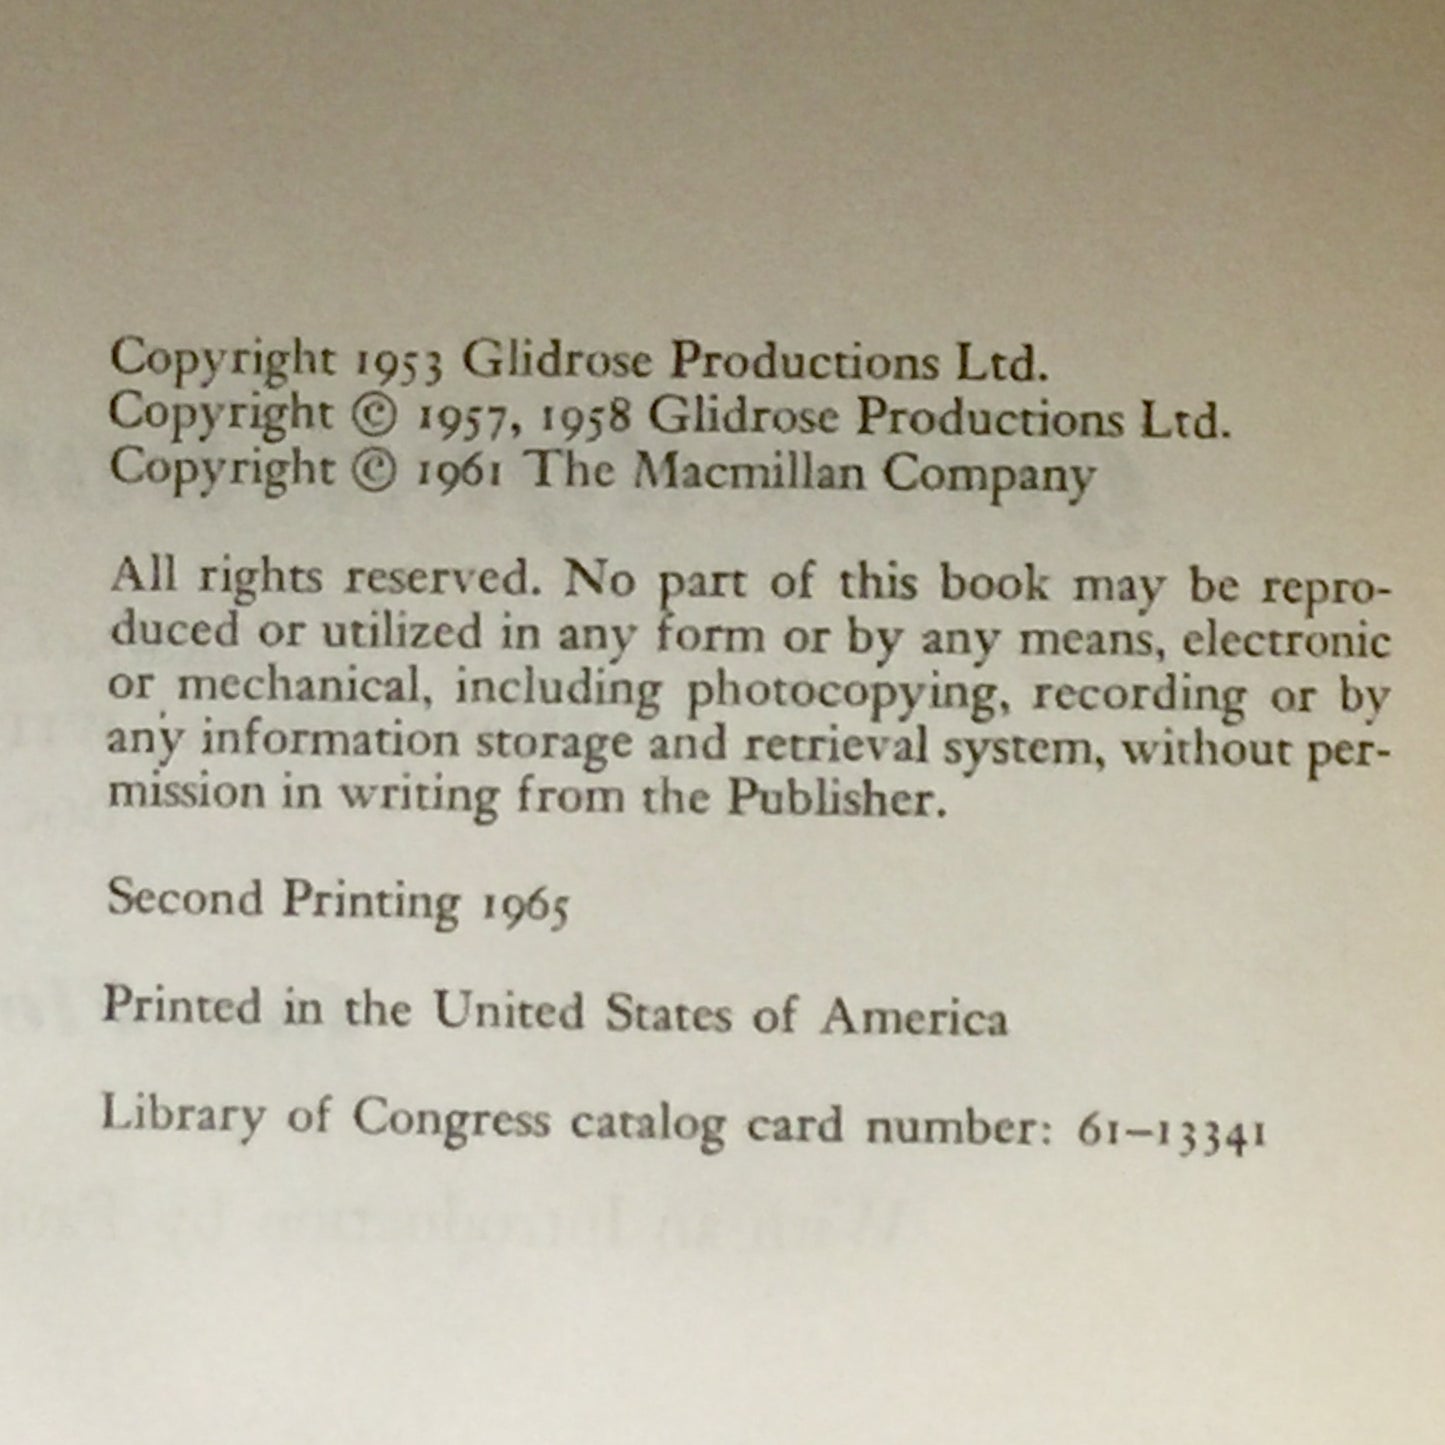 Copyright 1953 Glidrose Productions Ltd.
Copyright © 1957, 1958 Glidrose Productions Ltd.
Copyright © 1961 The Macmillan Company
All rights reserved. No part of this book may be repro-
duced or utilized in any form or by any means, electronic
or mechanical, including photocopying, recording or by
any information storage and retrieval system, without per-
mission in writing from the Publisher.
Second Printing 1965
Printed in the United States of America
Library of Congress catalog card number: 61–13341